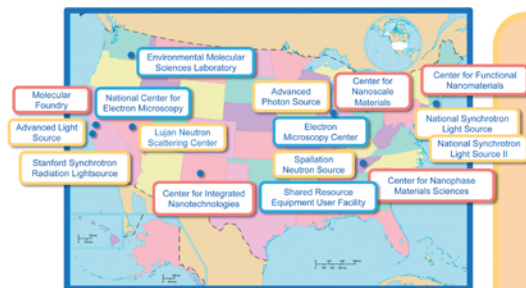 Environmental Molecular
Sciences Laboratory
Molecular
Foundry
National Center for
Electron Microscopy
Advanced
Photon Source
Center for
Nanoscale
Materials
Center for Functional
Nanomaterials
Advanced Light
Source
Lujan Neutron
Scattering Center
Electron
Microscopy Center
National Synchrotron
Light Source
National Synchrotron
Light Source II
Stanford Synchrotron
Radiation Lightsource
Spallation
Neutron Source
Center for Integrated
Nanotechnologies
Shared Resource
Equipment User Facility
Center for Nanophase
Materials Sciences